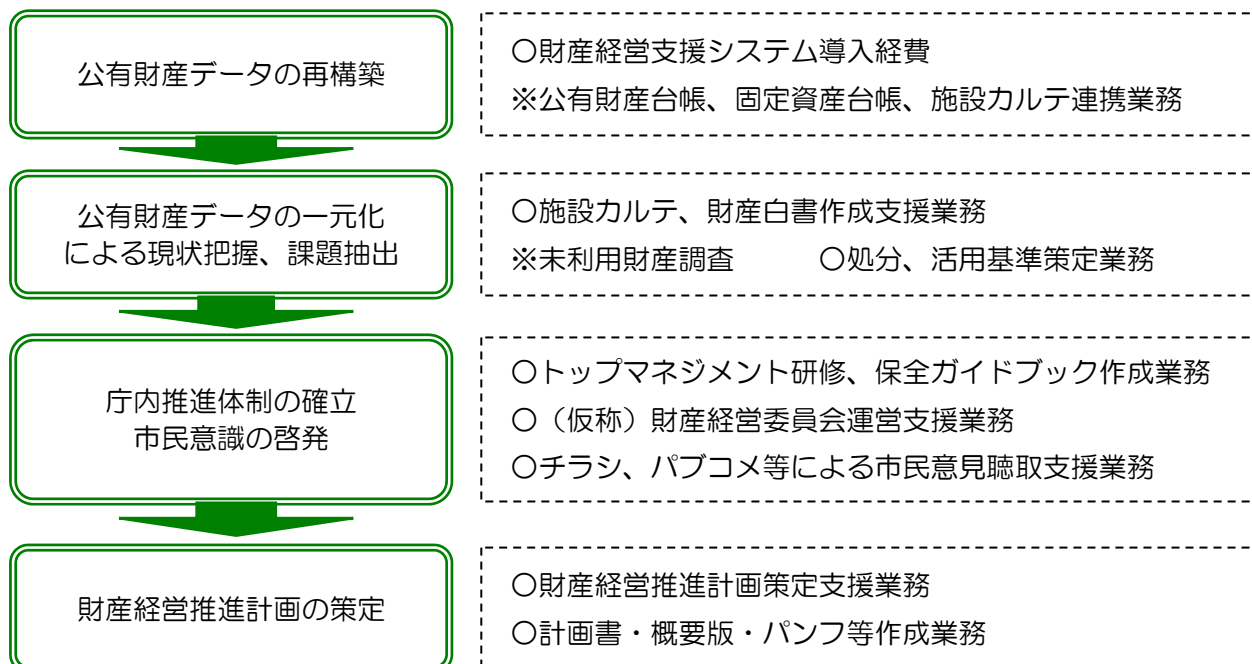 公有財産データの再構築
〇財産経営支援システム導入経費
※公有財産台帳、固定資産台帳、施設カルテ連携業務
公有財産データの一元化
による現状把握、課題抽出
〇施設カルテ、財産白書作成支援業務
※未利用財産調査　　　〇処分、活用基準策定業務
庁内推進体制の確立
市民意識の啓発
〇トップマネジメント研修、保全ガイドブック作成業務
〇（仮称）財産経営委員会運営支援業務
〇チラシ、パブコメ等による市民意見聴取支援業務
財産経営推進計画の策定
〇財産経営推進計画策定支援業務
〇計画書・概要版・パンフ等作成業務